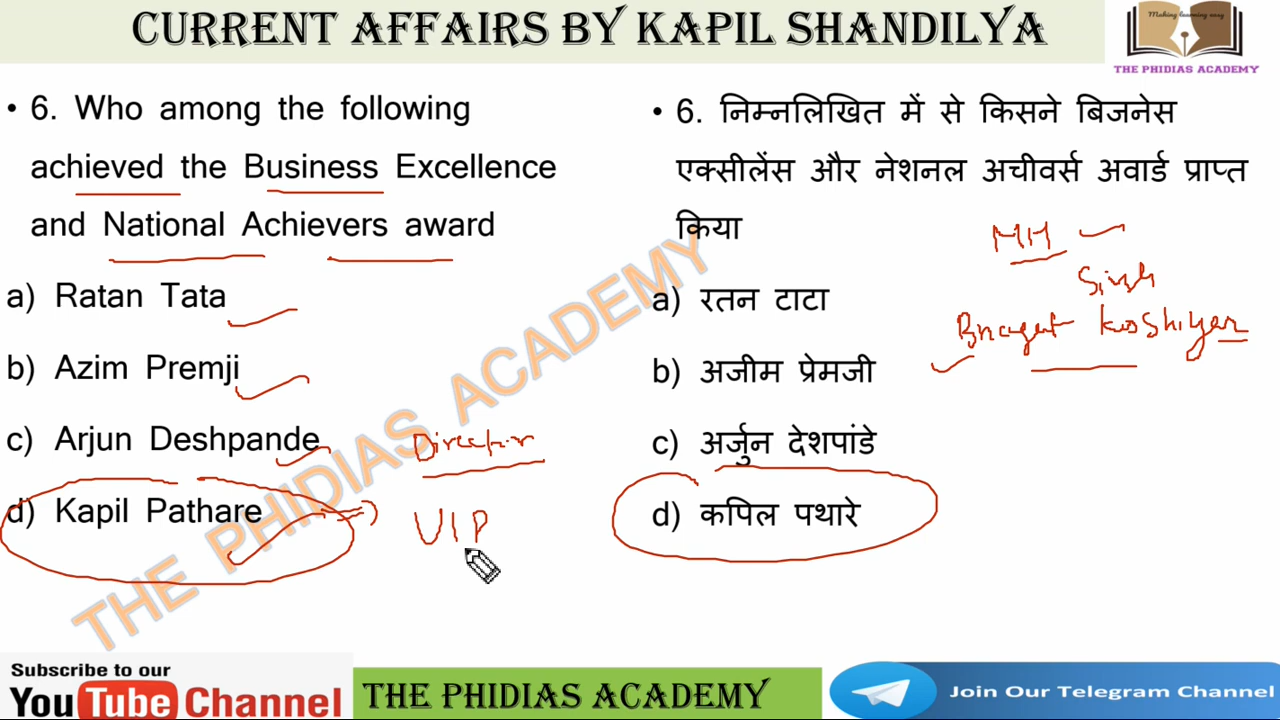 CURRENT AFFAIRS BY KAPIL SHANDILYA
Making learning easy
THE PHIDIAS ACADEMY
• 6. Who among the following
achieved the Business Excellence
and National Achievers award
a) Ratan Tata
b) Azim Premji
c) Arjun Deshpande
d) Kapil Pathare
Director
VIP
• 6. निम्नलिखित में से किसने बिजनेस
एक्सीलेंस और नेशनल अचीवर्स अवार्ड प्राप्त
किया
a) रतन टाटा
b) अजीम प्रेमजी
c) अर्जुन देशपांडे
d) कपिल पथारे
MH
Singh
Bhagat Koshiyar
THE PHIDIAS ACADEMY
Subscribe to our
YouTube Channel
THE PHIDIAS ACADEMY
Join Our Telegram Channel